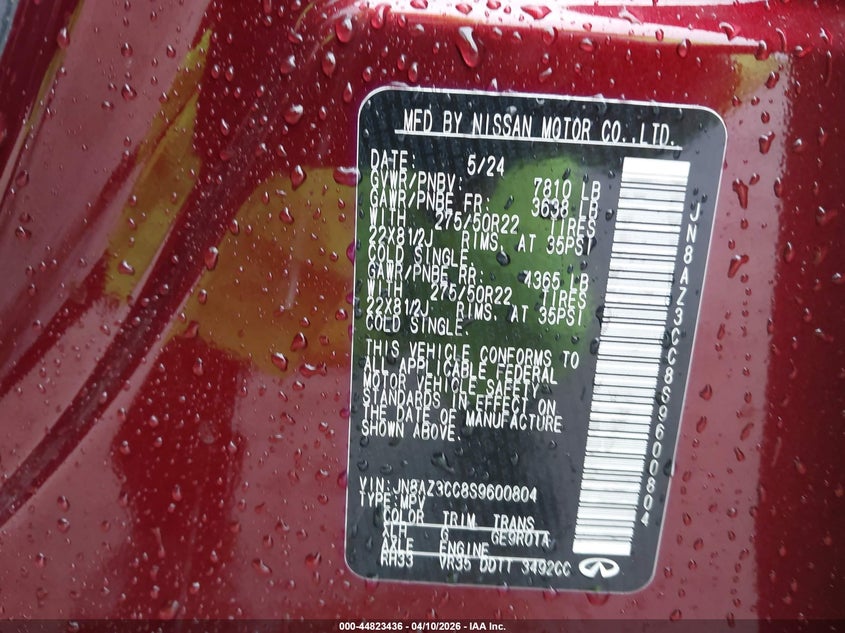 MFD BY NISSAN MOTOR CO.,LTD.
DATE: 5/24
GVWR/PNBV: 7810 LB
GAWR/PNBE FR: 3638 LB
WITH 275/50R22 TIRES
22X81/2J RIMS. AT 35PSI
COLD SINGLE.
GAWR/PNBE RR: 4365 LB
WITH 275/50R22 TIRES
22X81/2J RIMS. AT 35PSI
COLD SINGLE.
THIS VEHICLE CONFORMS TO
ALL APPLICABLE FEDERAL
MOTOR VEHICLE SAFETY
STANDARDS IN EFFECT ON
THE DATE OF MANUFACTURE
SHOWN ABOVE.
VIN:JN8AZ3CC8S9600804
TYPE:MPV
COLOR TRIM TRANS
XCH G GE9R01A
AXLE ENGINE
RH33 VR35 DDTT 3492CC
JN8AZ3CC8S9600804
000-44823436 - 04/10/2026 - IAA Inc.